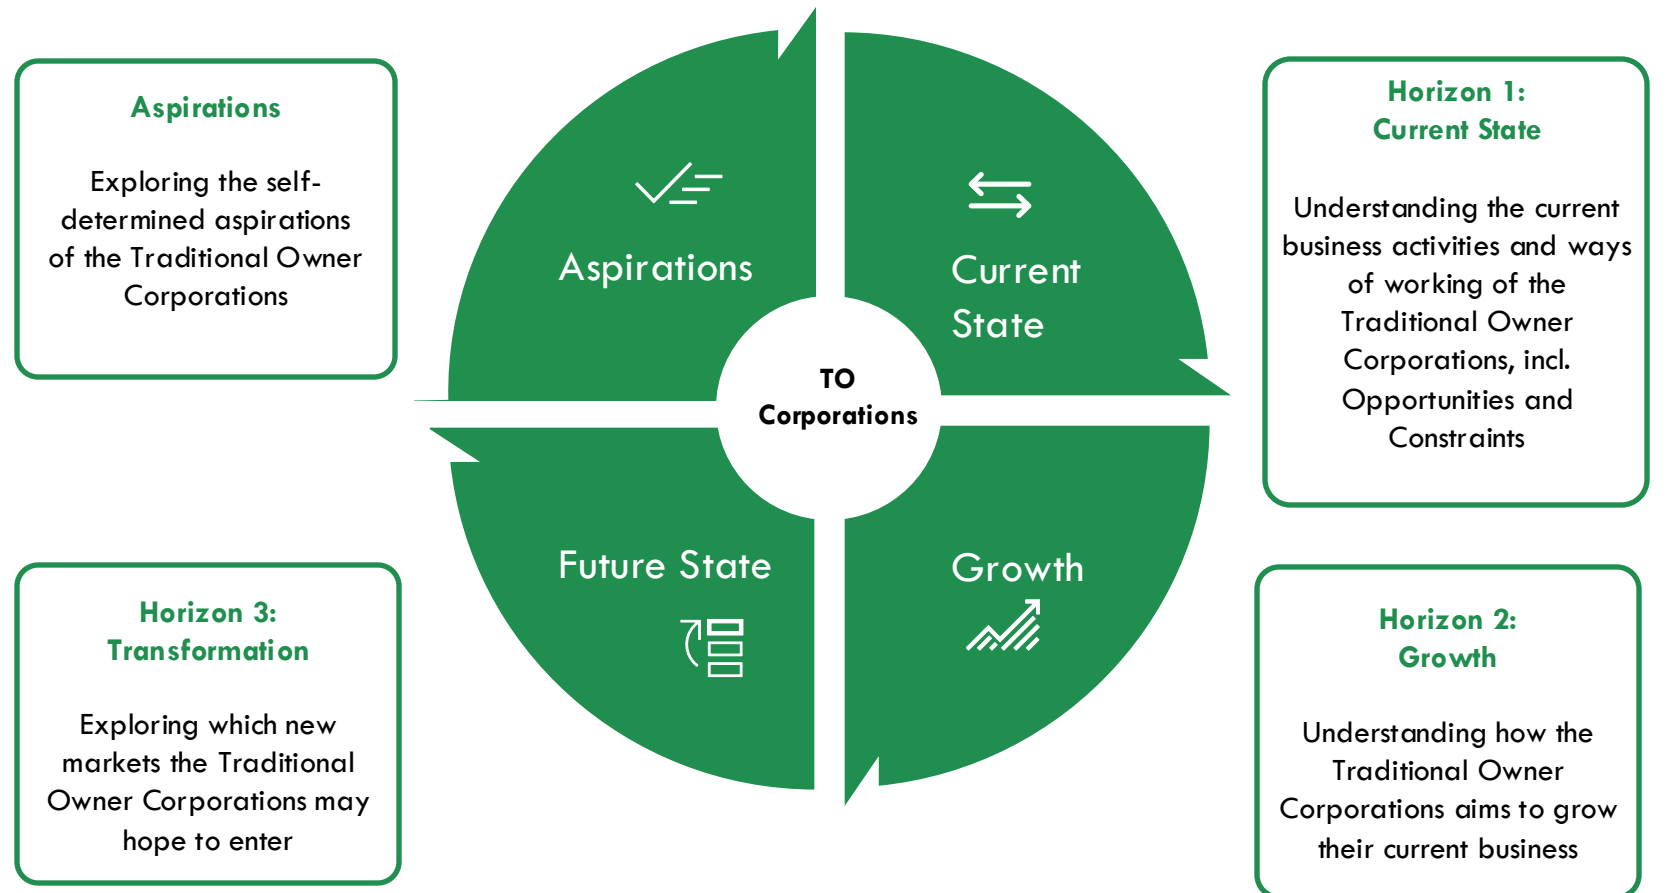 Aspirations
Exploring the self-
determined aspirations
of the Traditional Owner
Corporations
Aspirations
Current
State
Horizon 1:
Current State
Understanding the current
business activities and ways
of working of the
Traditional Owner
Corporations, incl.
Opportunities and
Constraints
TO
Corporations
Horizon 3:
Transformation
Exploring which new
markets the Traditional
Owner Corporations may
hope to enter
Future State
Growth
Horizon 2:
Growth
Understanding how the
Traditional Owner
Corporations aims to grow
their current business